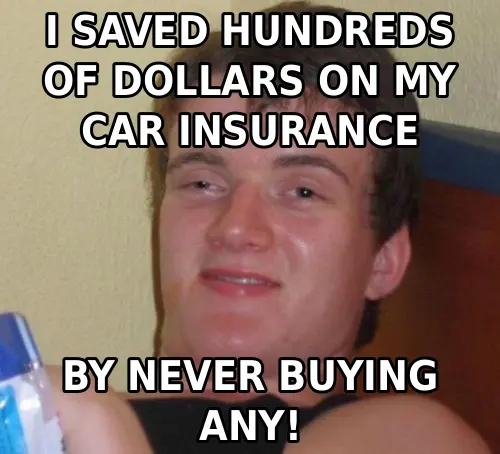 I SAVED HUNDREDS
OF DOLLARS ON MY
CAR INSURANCE
BY NEVER BUYING
ANY!